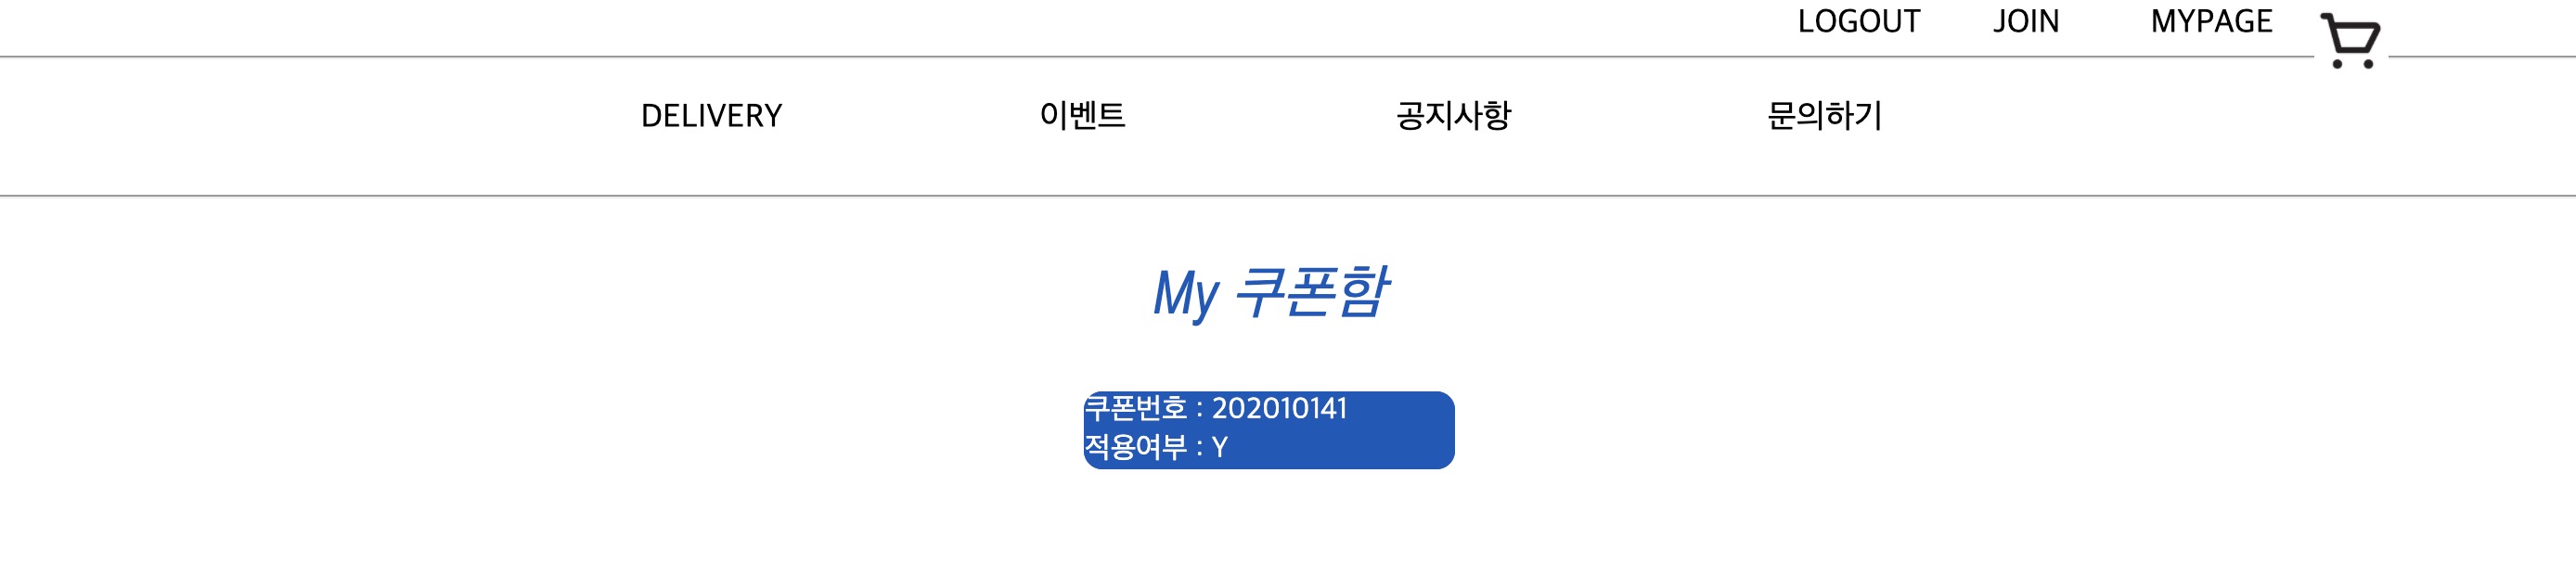 LOGOUT JOIN MYPAGE
DELIVERY 이벤트 공지사항 문의하기
My 쿠폰함
쿠폰번호 : 202010141
적용여부 : Y